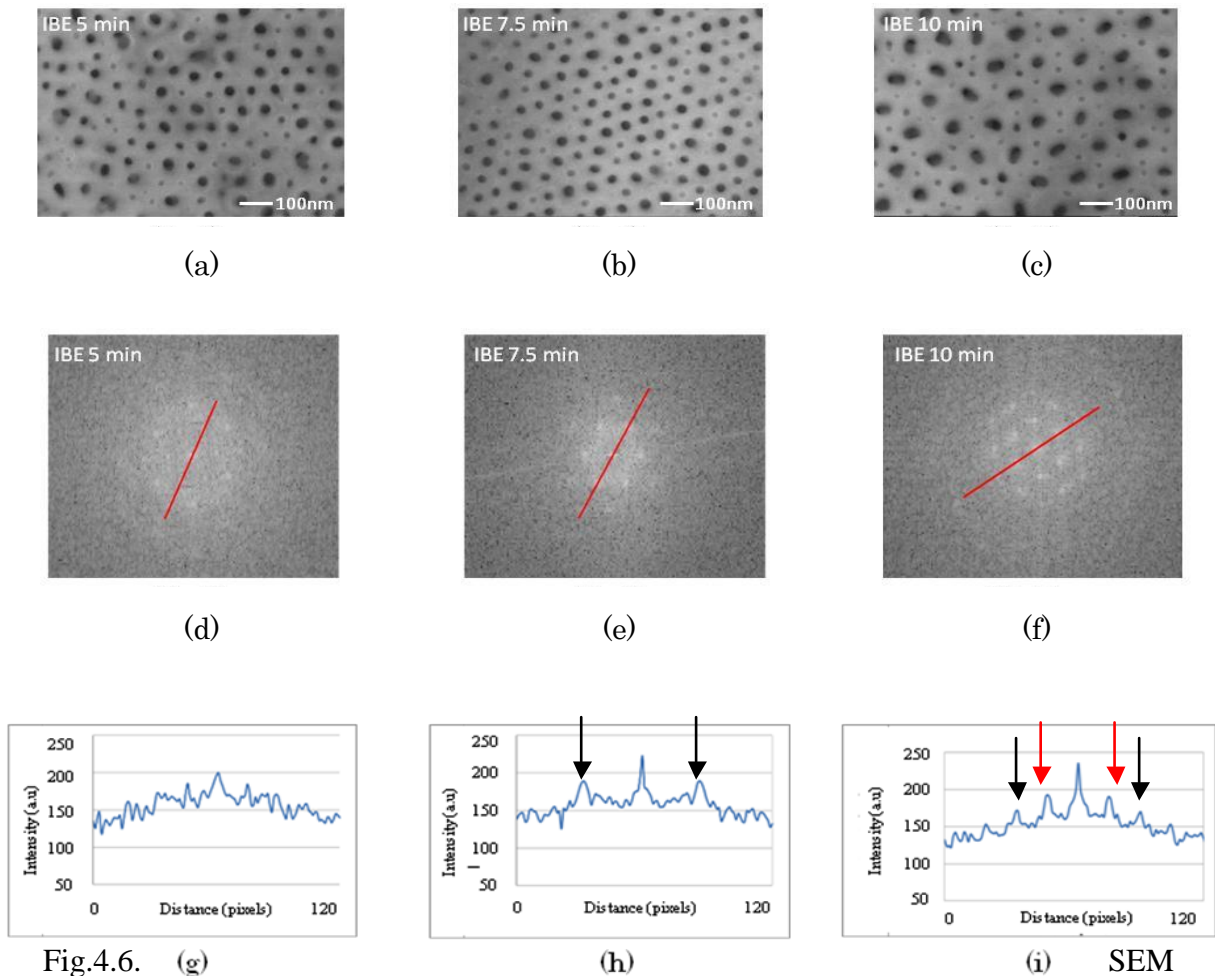 IBE 5 min
IBE 7.5 min
IBE 10 min
100nm
100nm
100nm
(a)
(b)
(c)
IBE 5 min
IBE 7.5 min
IBE 10 min
(d)
(e)
(f)
250
200
150
100
50
Intensity (a.u)
0
Distance (pixels)
120
250
200
150
100
50
Intensity (a.u)
0
Distance (pixels)
120
250
200
150
100
50
Intensity (a.u)
0
Distance (pixels)
120
Fig.4.6. (g) (h) (i) SEM